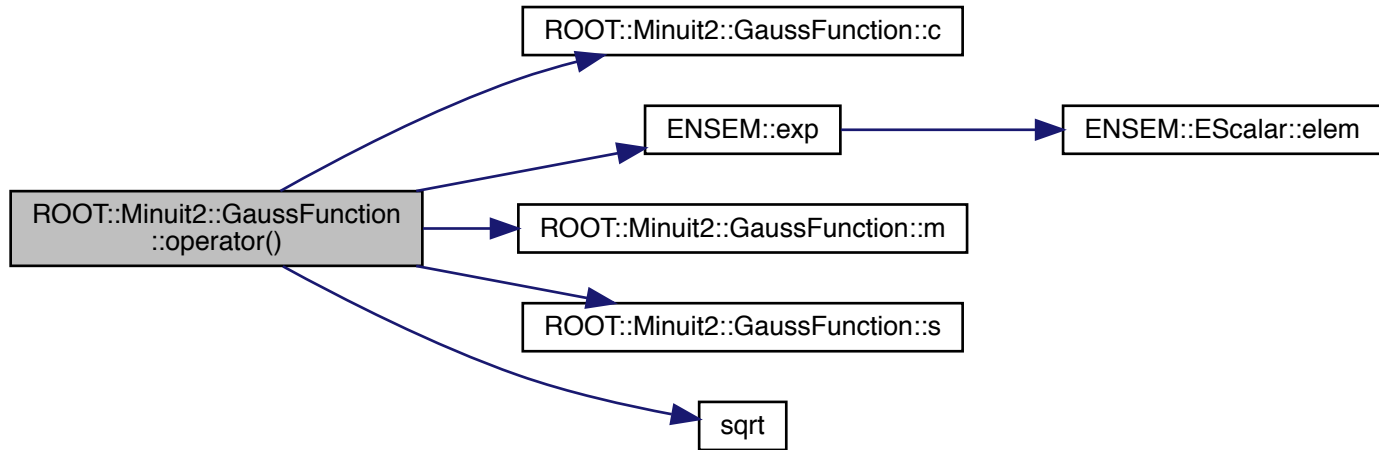 ROOT::Minuit2::GaussFunction
::operator()
ROOT::Minuit2::GaussFunction::c
ENSEM::exp
ENSEM::EScalar::elem
ROOT::Minuit2::GaussFunction::m
ROOT::Minuit2::GaussFunction::s
sqrt